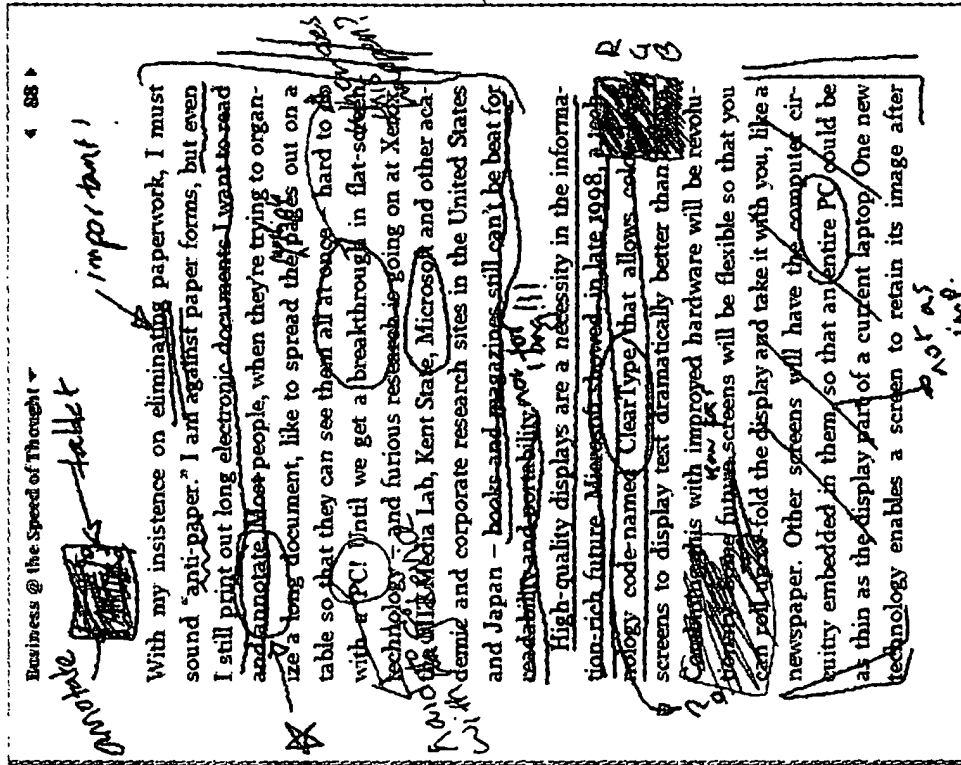 Business @ the Speed of Thought
88
annotate
tablet
important!
With my insistence on eliminating paperwork, I must
sound "anti-paper." I am against paper forms, but even
I still print out long electronic documents I want to read
and annotate. Most people, when they're trying to organ-
ize a long document, like to spread the pages out on a
table so that they can see them all at once – hard to do
with a PC! Until we get a breakthrough in flat-screen
technology – and furious research is going on at Xerox,
the MIT Media Lab, Kent State, Microsoft and other aca-
demic and corporate research sites in the United States
and Japan – books and magazines still can't be beat for
readability and portability.
not for
long!!!
High-quality displays are a necessity in the informa-
tion-rich future. Microsoft showed in late 1998, a
nology code-named ClearType, that allows
screens to display text dramatically better than
R
G
B
Combining this with improved hardware will be revolu-
future screens will be flexible so that you
can roll up or fold the display and take it with you, like a
newspaper. Other screens will have the computer cir-
cuitry embedded in them, so that an entire PC could be
as thin as the display part of a current laptop. One new
technology enables a screen to retain its image after
not as
imp.